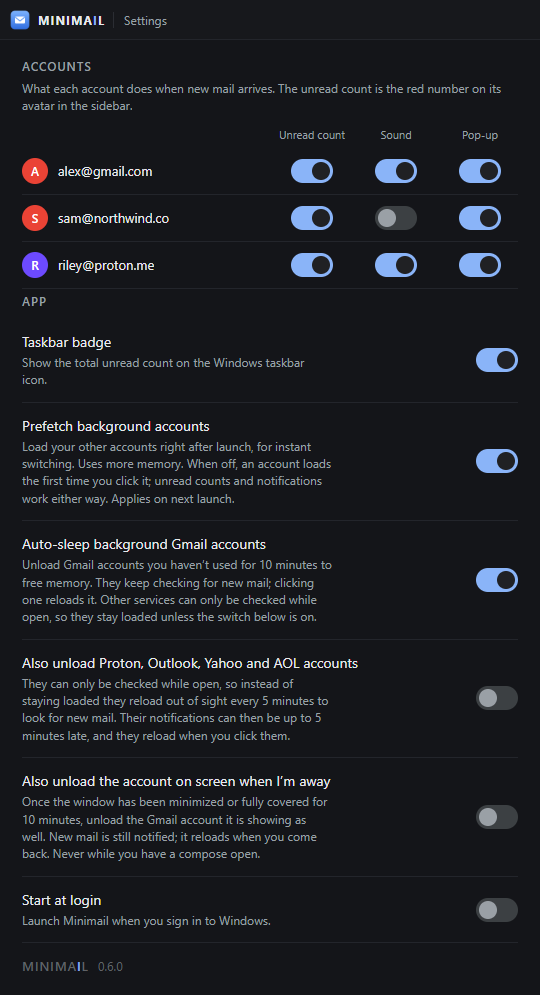 MINIMAIL Settings
ACCOUNTS
What each account does when new mail arrives. The unread count is the red number on its
avatar in the sidebar.
Unread count Sound Pop-up
A alex@gmail.com
S sam@northwind.co
R riley@proton.me
APP
Taskbar badge
Show the total unread count on the Windows taskbar
icon.
Prefetch background accounts
Load your other accounts right after launch, for instant
switching. Uses more memory. When off, an account loads
the first time you click it; unread counts and notifications
work either way. Applies on next launch.
Auto-sleep background Gmail accounts
Unload Gmail accounts you haven't used for 10 minutes to
free memory. They keep checking for new mail; clicking
one reloads it. Other services can only be checked while
open, so they stay loaded unless the switch below is on.
Also unload Proton, Outlook, Yahoo and AOL accounts
They can only be checked while open, so instead of
staying loaded they reload out of sight every 5 minutes to
look for new mail. Their notifications can then be up to 5
minutes late, and they reload when you click them.
Also unload the account on screen when I'm away
Once the window has been minimized or fully covered for
10 minutes, unload the Gmail account it is showing as
well. New mail is still notified; it reloads when you come
back. Never while you have a compose open.
Start at login
Launch Minimail when you sign in to Windows.
MINIMAIL 0.6.0